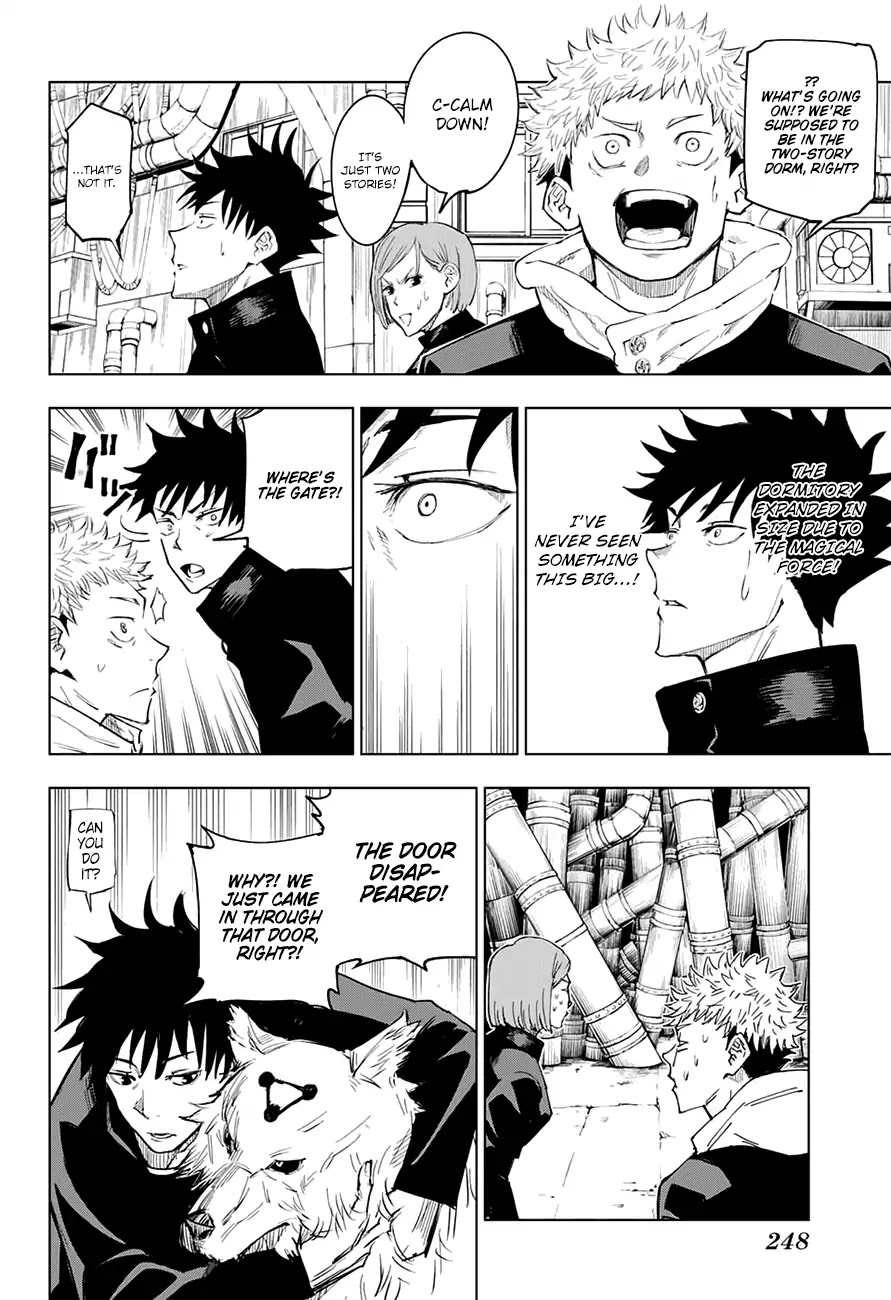 ??
WHAT'S GOING
ON!? WE'RE
SUPPOSED TO
BE IN THE
TWO-STORY
DORM, RIGHT?
C-CALM
DOWN!
IT'S
JUST TWO
STORIES!
...THAT'S
NOT IT.
THE
DORMITORY
EXPANDED IN
SIZE DUE TO
THE MAGICAL
FORCE!
I'VE
NEVER SEEN
SOMETHING
THIS BIG...!
WHERE'S
THE GATE?!
バッ
THE DOOR
DISAP-
PEARED!
WHY?! WE
JUST CAME
IN THROUGH
THAT DOOR,
RIGHT?!
CAN
YOU
DO
IT?
248